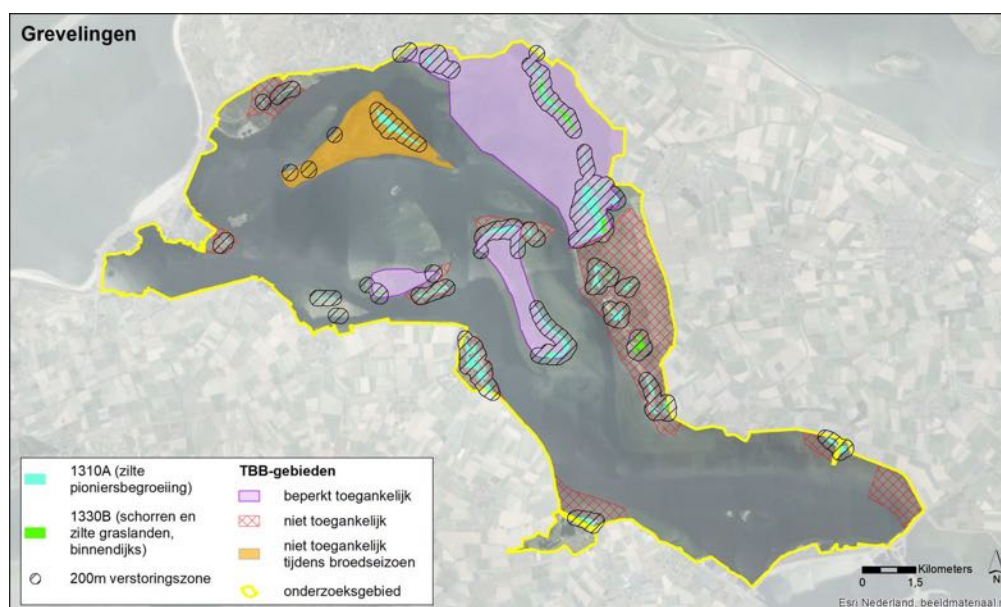 Grevelingen
1310A (zilte
pioniersbegroeiing)
1330B (schorren en
zilte graslanden,
binnendijks)
200m verstoringszone
TBB-gebieden
beperkt toegankelijk
niet toegankelijk
niet toegankelijk
tijdens broedseizoen
onderzoeksgebied
Kilometers
0 1,5
N
Esri Nederland, beeldmateriaal